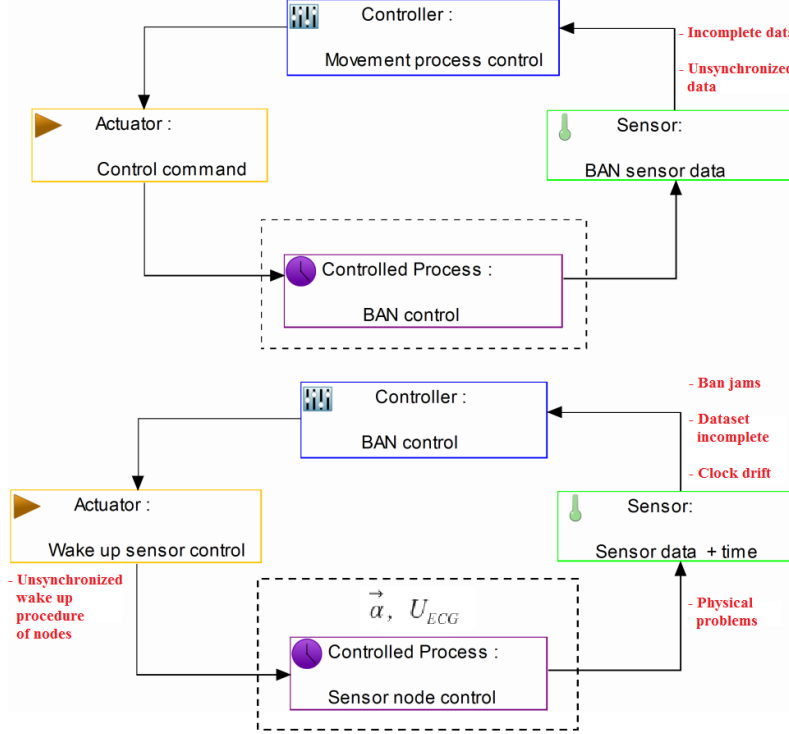 Controller :
Movement process control
- Incomplete data
- Unsynchronized
data
Actuator :
Control command
Sensor:
BAN sensor data
Controlled Process :
BAN control
Controller :
BAN control
- Ban jams
- Dataset
incomplete
- Clock drift
Actuator :
Wake up sensor control
Sensor:
Sensor data + time
- Unsynchronized
wake up
procedure
of nodes
α⃗, U_ECG
- Physical
problems
Controlled Process :
Sensor node control